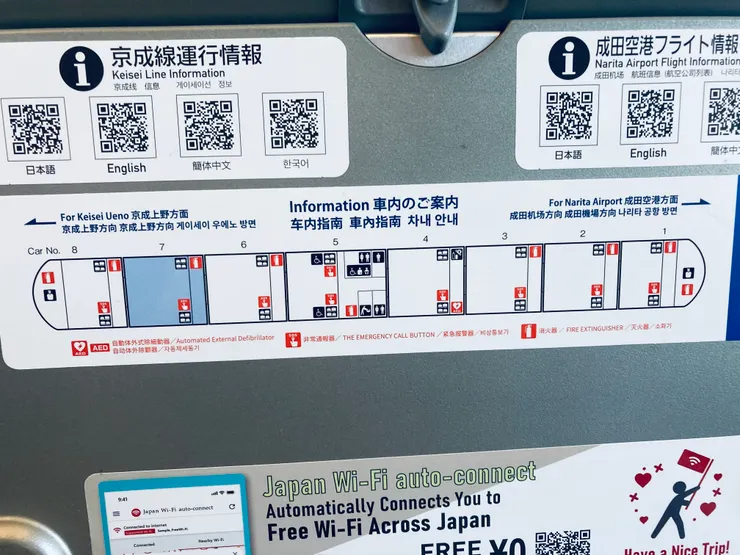 京成線運行情報
Keisei Line Information
京成线 信息 게이세이선 정보
日本語
English
簡体中文
한국어
成田空港フライト情報
Narita Airport Flight Information
成田机场 航班信息 (航空公司列表)
日本語
English
簡体中
For Keisei Ueno 京成上野方面
京成上野方向 京成上野方向 게이세이 우에노 방면
Information 車内のご案内
车内指南 車內指南 차내 안내
For Narita Airport 成田空港方面
成田机场方向 成田機場方向 나리타 공항 방면
Car No. 8 7 6 5 4 3 2 1
AED 自動体外式除細動器／Automated External Defibrillator
自动体外除颤器／자동제세동기
非常通報器／THE EMERGENCY CALL BUTTON／紧急报警器／비상통보기
消火器／FIRE EXTINGUISHER／灭火器／소화기
9:41
Japan Wi-Fi auto-connect
Connected to internet
Connected
Nearby Wi-Fi
Japan Wi-Fi auto-connect
Automatically Connects You to
Free Wi-Fi Across Japan
FREE ¥0
Have a Nice Trip!